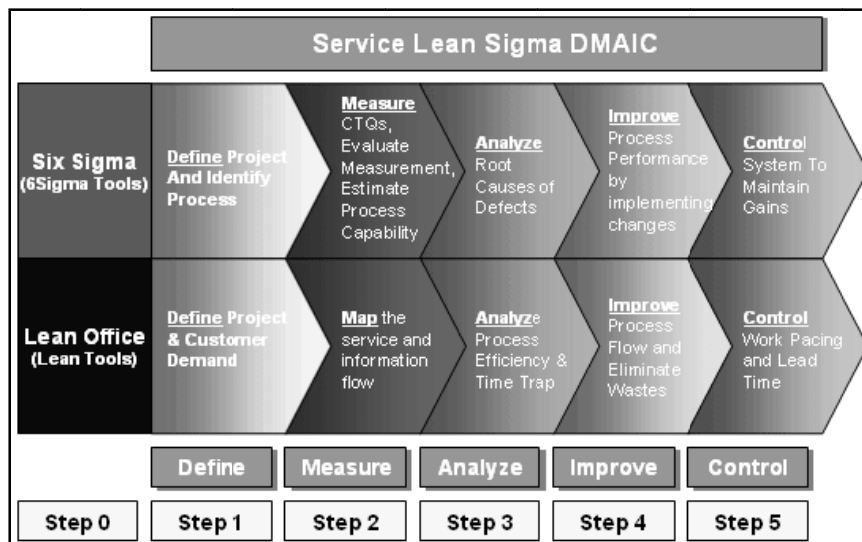 Service Lean Sigma DMAIC
Six Sigma
(6Sigma Tools)
Define Project
And Identify
Process
Measure
CTQs,
Evaluate
Measurement,
Estimate
Process
Capability
Analyze
Root
Causes of
Defects
Improve
Process
Performance
by
implementing
changes
Control
System To
Maintain
Gains
Lean Office
(Lean Tools)
Define Project
& Customer
Demand
Map the
service and
information
flow
Analyze
Process
Efficiency &
Time Trap
Improve
Process
Flow and
Eliminate
Wastes
Control
Work Pacing
and Lead
Time
Define
Measure
Analyze
Improve
Control
Step 0
Step 1
Step 2
Step 3
Step 4
Step 5